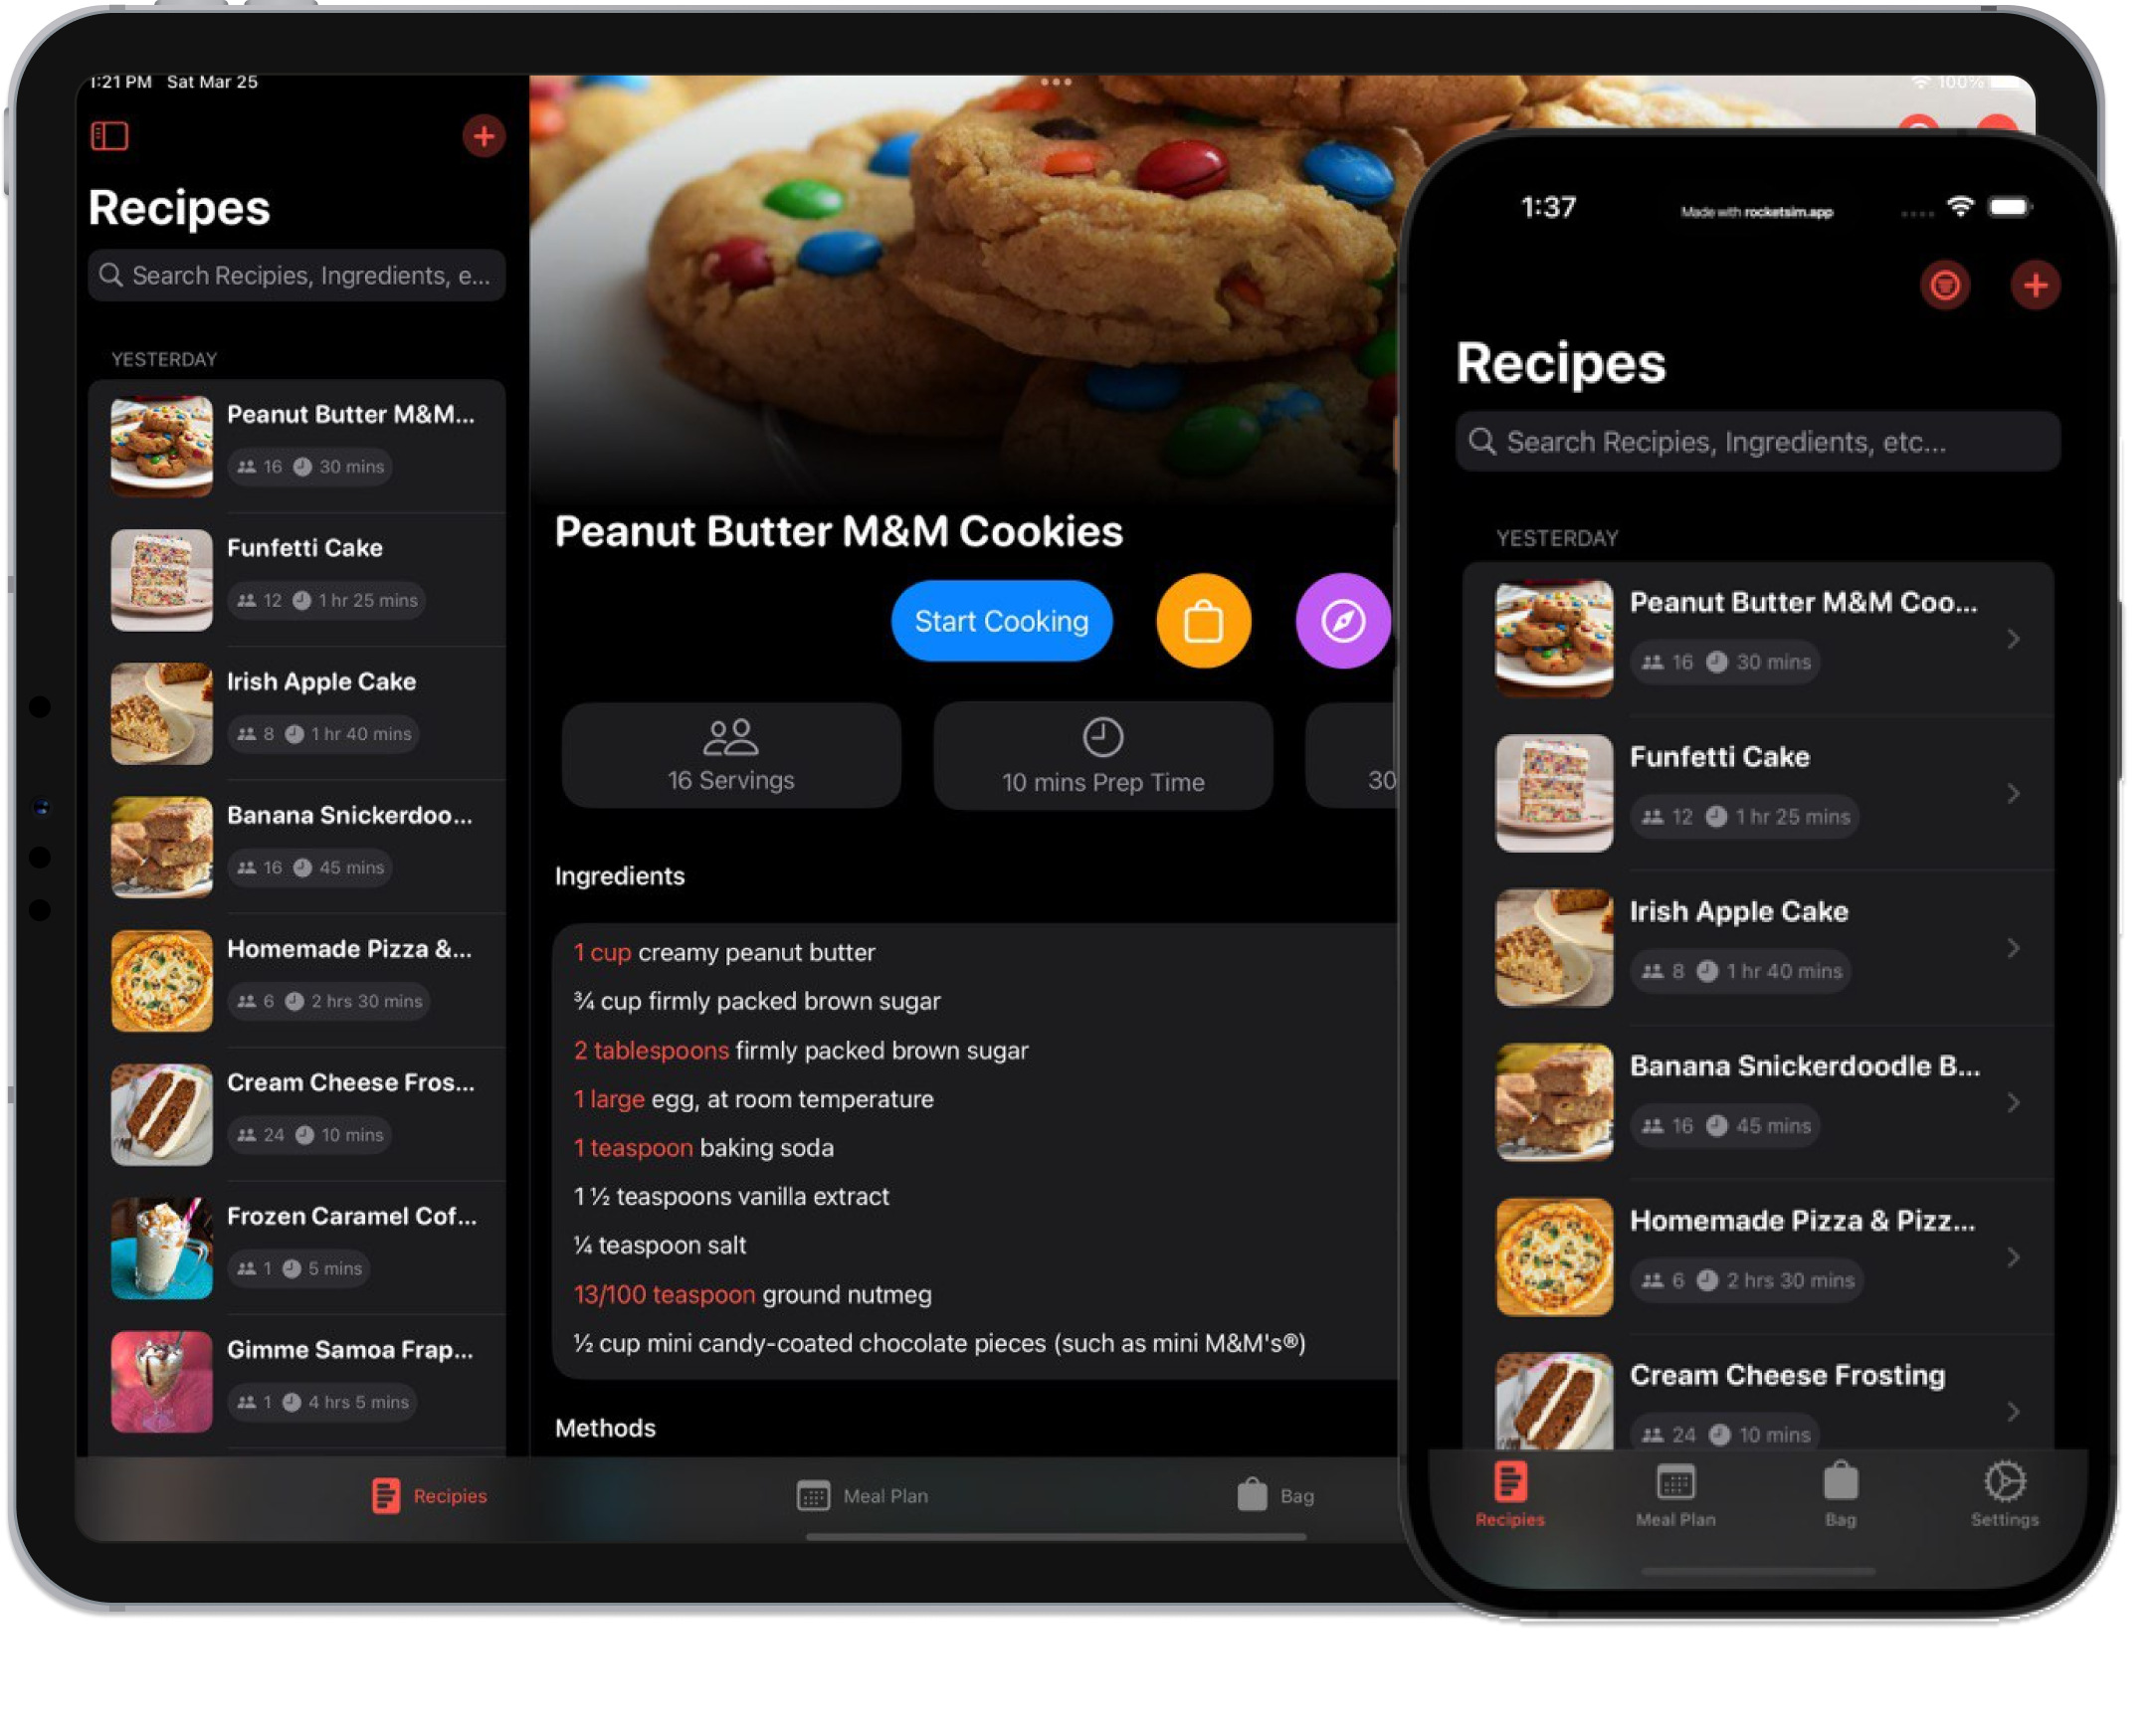 1:21 PM Sat Mar 25
100%
Recipes
Search Recipies, Ingredients, e...
YESTERDAY
Peanut Butter M&M...
16 30 mins
Funfetti Cake
12 1 hr 25 mins
Irish Apple Cake
8 1 hr 40 mins
Banana Snickerdoo...
16 45 mins
Homemade Pizza &...
6 2 hrs 30 mins
Cream Cheese Fros...
24 10 mins
Frozen Caramel Cof...
1 5 mins
Gimme Samoa Frap...
1 4 hrs 5 mins
Peanut Butter M&M Cookies
Start Cooking
16 Servings
10 mins Prep Time
30
Ingredients
1 cup creamy peanut butter
¾ cup firmly packed brown sugar
2 tablespoons firmly packed brown sugar
1 large egg, at room temperature
1 teaspoon baking soda
1 ½ teaspoons vanilla extract
¼ teaspoon salt
13/100 teaspoon ground nutmeg
½ cup mini candy-coated chocolate pieces (such as mini M&M's®)
Methods
Recipies
Meal Plan
Bag
1:37
Made with rocketsim.app
Recipes
Search Recipies, Ingredients, etc...
YESTERDAY
Peanut Butter M&M Coo...
16 30 mins
Funfetti Cake
12 1 hr 25 mins
Irish Apple Cake
8 1 hr 40 mins
Banana Snickerdoodle B...
16 45 mins
Homemade Pizza & Pizz...
6 2 hrs 30 mins
Cream Cheese Frosting
24 10 mins
Recipies
Meal Plan
Bag
Settings